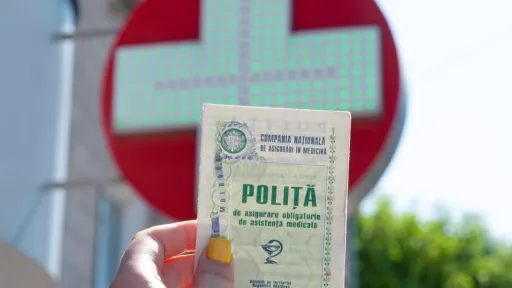 COMPANIA NAȚIONALĂ
DE ASIGURĂRI ÎN MEDICINĂ
POLIȚĂ
de asigurare obligatorie
de asistență medicală